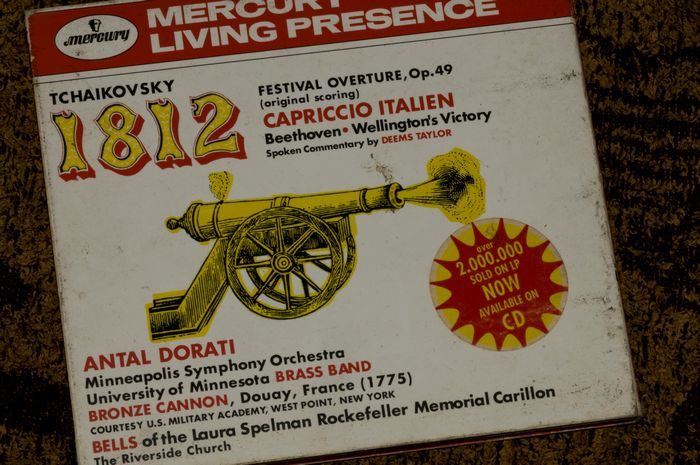 MERCURY
LIVING PRESENCE
mercury
TCHAIKOVSKY
1812
FESTIVAL OVERTURE, Op.49
(original scoring)
CAPRICCIO ITALIEN
Beethoven • Wellington's Victory
Spoken Commentary by DEEMS TAYLOR
over
2.000.000
SOLD ON LP
NOW
AVAILABLE ON
CD
ANTAL DORATI
Minneapolis Symphony Orchestra
University of Minnesota BRASS BAND
BRONZE CANNON, Douay, France (1775)
COURTESY U.S. MILITARY ACADEMY, WEST POINT, NEW YORK
BELLS of the Laura Spelman Rockefeller Memorial Carillon
The Riverside Church